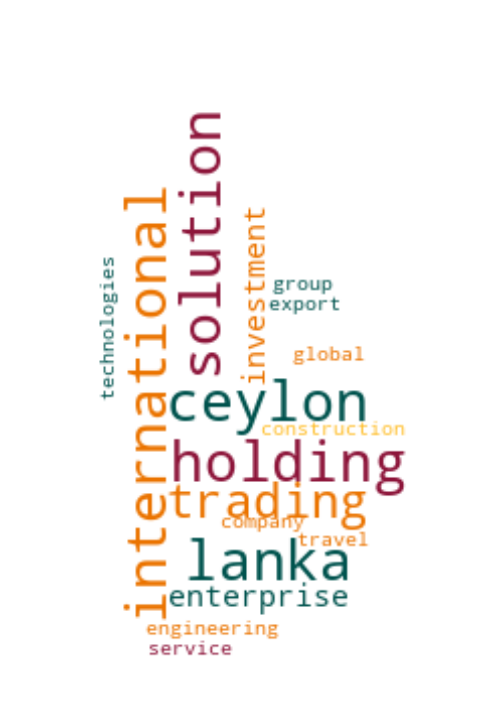 solution
international
investment
technologies
group
export
global
ceylon
construction
holding
trading
company
travel
lanka
enterprise
engineering
service